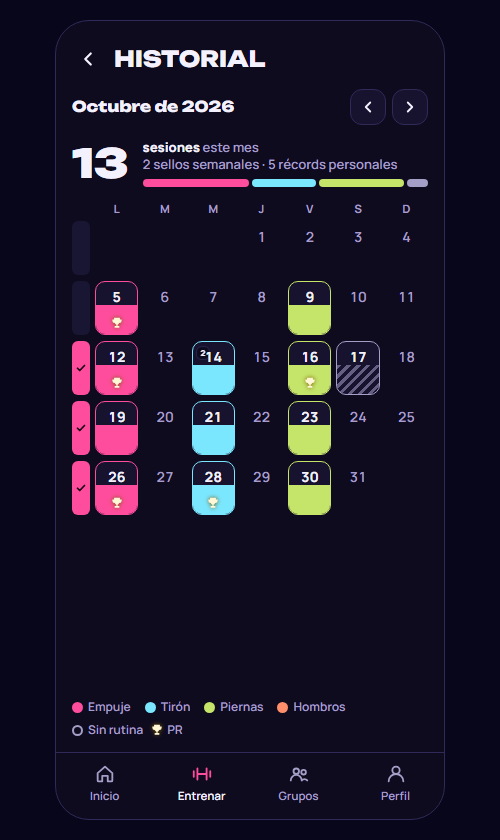 HISTORIAL
Octubre de 2026
13
sesiones este mes
2 sellos semanales · 5 récords personales
L M M J V S D
1 2 3 4
5 6 7 8 9 10 11
12 13 ²14 15 16 17 18
19 20 21 22 23 24 25
26 27 28 29 30 31
Empuje Tirón Piernas Hombros
Sin rutina PR
Inicio Entrenar Grupos Perfil